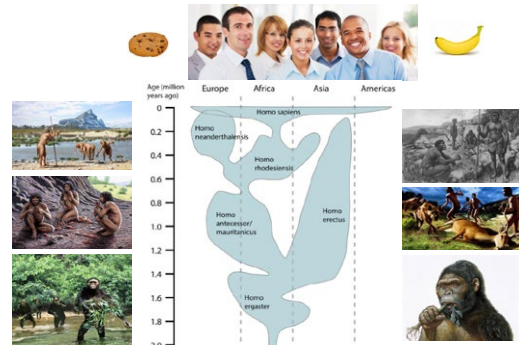 Age (million
years ago)
Europe
Africa
Asia
Americas
0
Homo sapiens
Homo
neanderthalensis
0.2
0.4
Homo
rhodesiensis
0.6
0.8
Homo
antecessor/
mauritanicus
Homo
erectus
1.0
1.2
1.4
1.6
Homo
ergaster
1.8
2.0